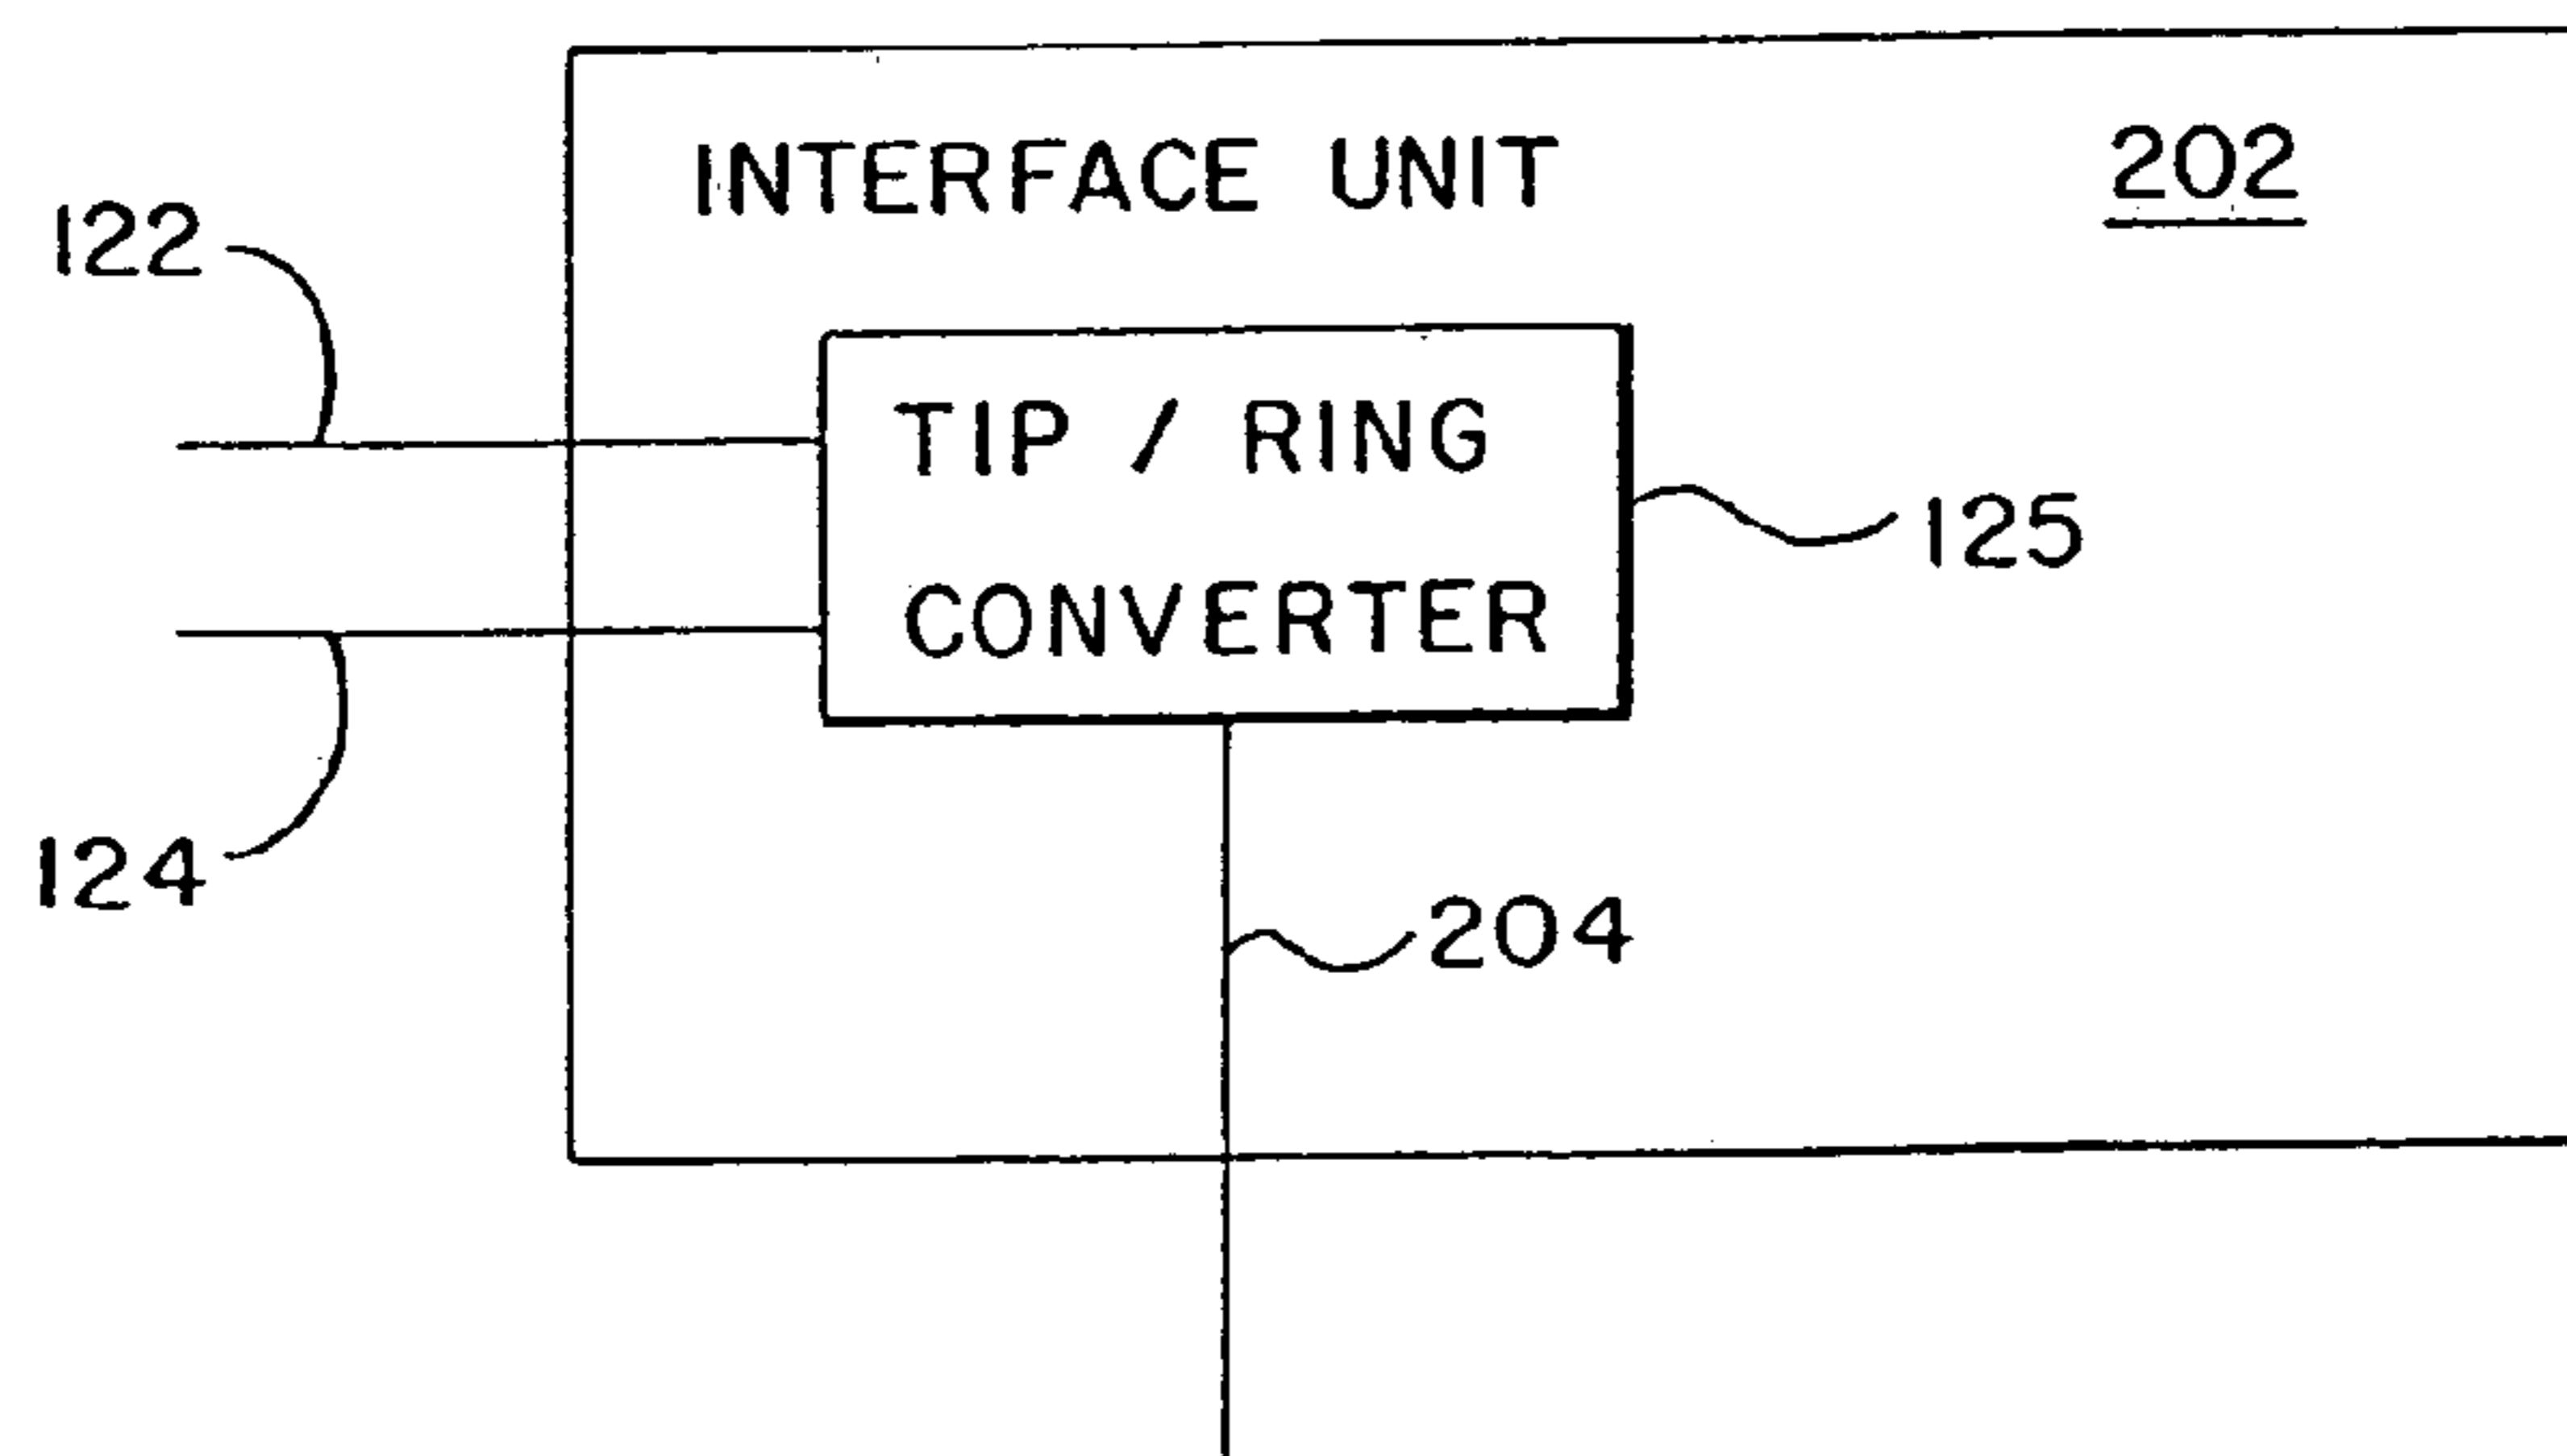 INTERFACE UNIT
202
122
TIP / RING
CONVERTER
125
124
204